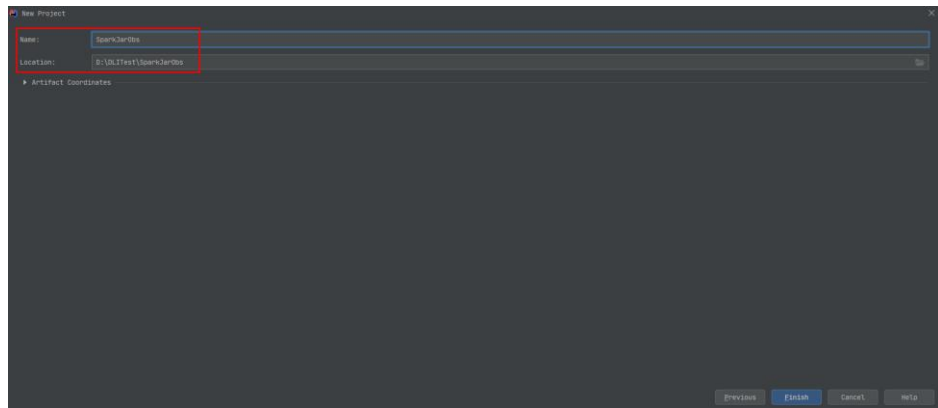 New Project
Name: SparkJarObs
Location: D:\DLITest\SparkJarObs
Artifact Coordinates
Previous Finish Cancel Help